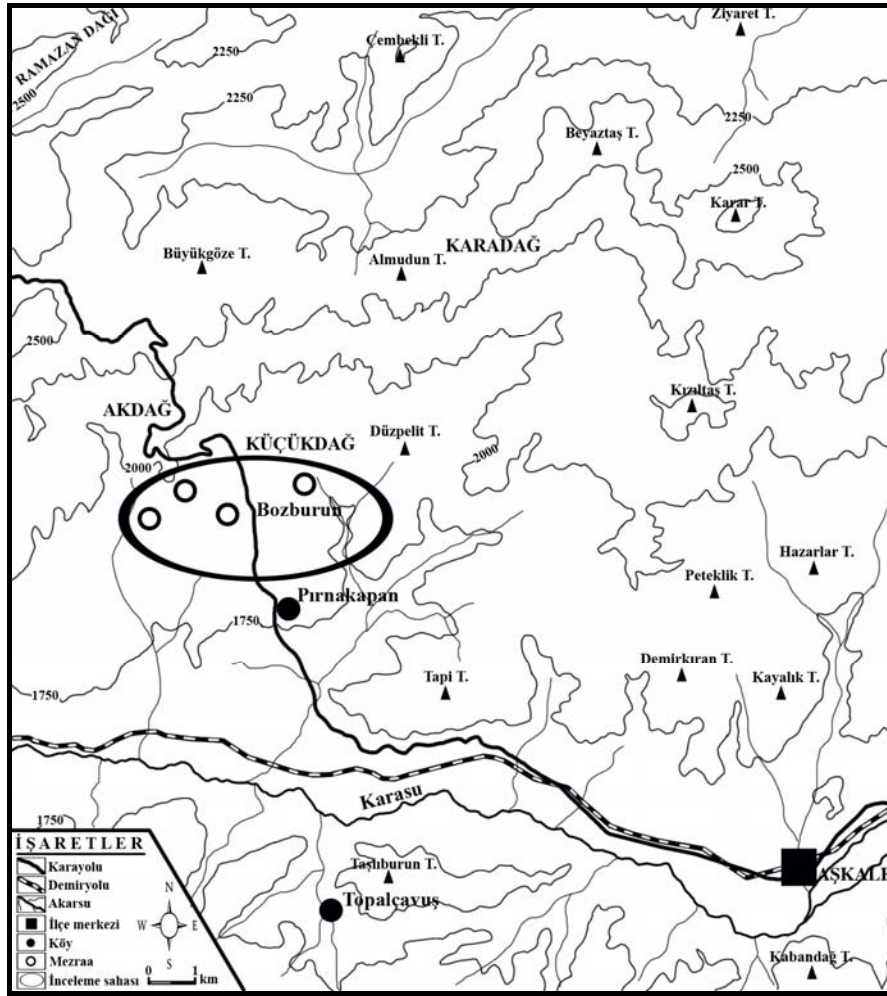 Ziyaret T.
RAMAZAN DAĞI
2250
Çembekli T.
2500
2250
2250
Beyaztaş T.
2500
Karar T.
KARADAĞ
Büyükgöze T.
Almudun T.
2500
Kızıltaş T.
AKDAĞ
KÜÇÜKDAĞ
Düzpelit T.
2000
2000
Bozburun
Hazarlar T.
Peteklik T.
Pırnakapan
1750
Demirkıran T.
Tapi T.
Kayalık T.
1750
Karasu
1750
Taşlıburun T.
AŞKALE
Topalçavuş
Kabandağ T.
İŞARETLER
Karayolu
Demiryolu
Akarsu
İlçe merkezi
Köy
Mezraa
İnceleme sahası
N
W E
S
0 1
km